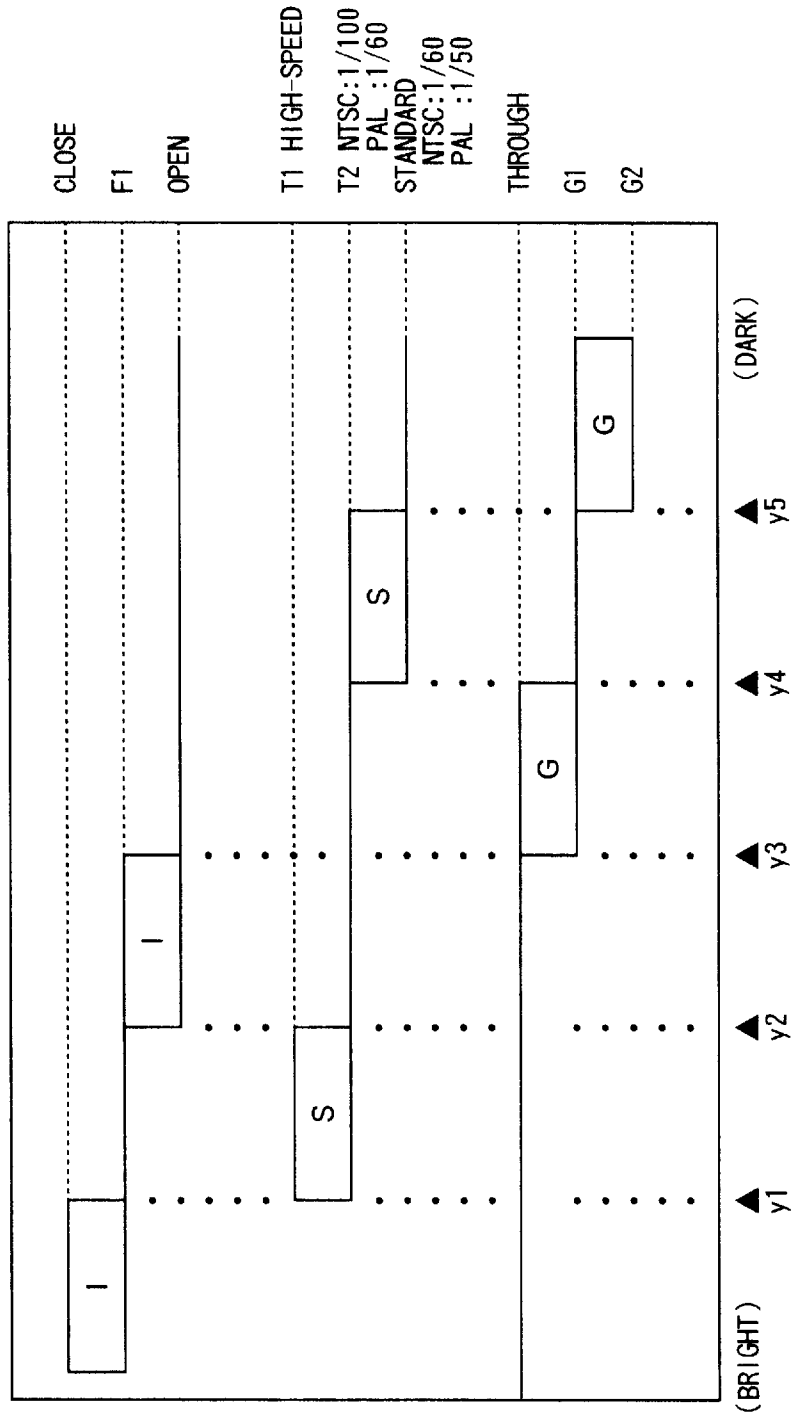 CLOSE
F1
OPEN
T1 HIGH-SPEED
T2 NTSC:1/100
PAL :1/60
STANDARD
NTSC:1/60
PAL :1/50
THROUGH
G1
G2
I
I
S
S
G
G
(BRIGHT)
y1
y2
y3
y4
y5
(DARK)